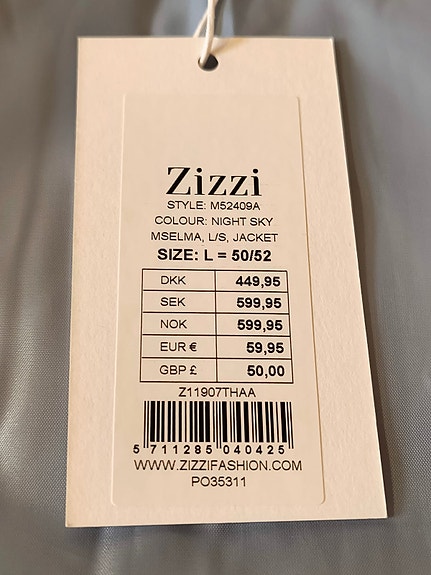 Zizzi
STYLE: M52409A
COLOUR: NIGHT SKY
MSELMA, L/S, JACKET
SIZE: L = 50/52
DKK 449,95
SEK 599,95
NOK 599,95
EUR € 59,95
GBP £ 50,00
Z11907THAA
5 711285 040425
WWW.ZIZZIFASHION.COM
PO35311